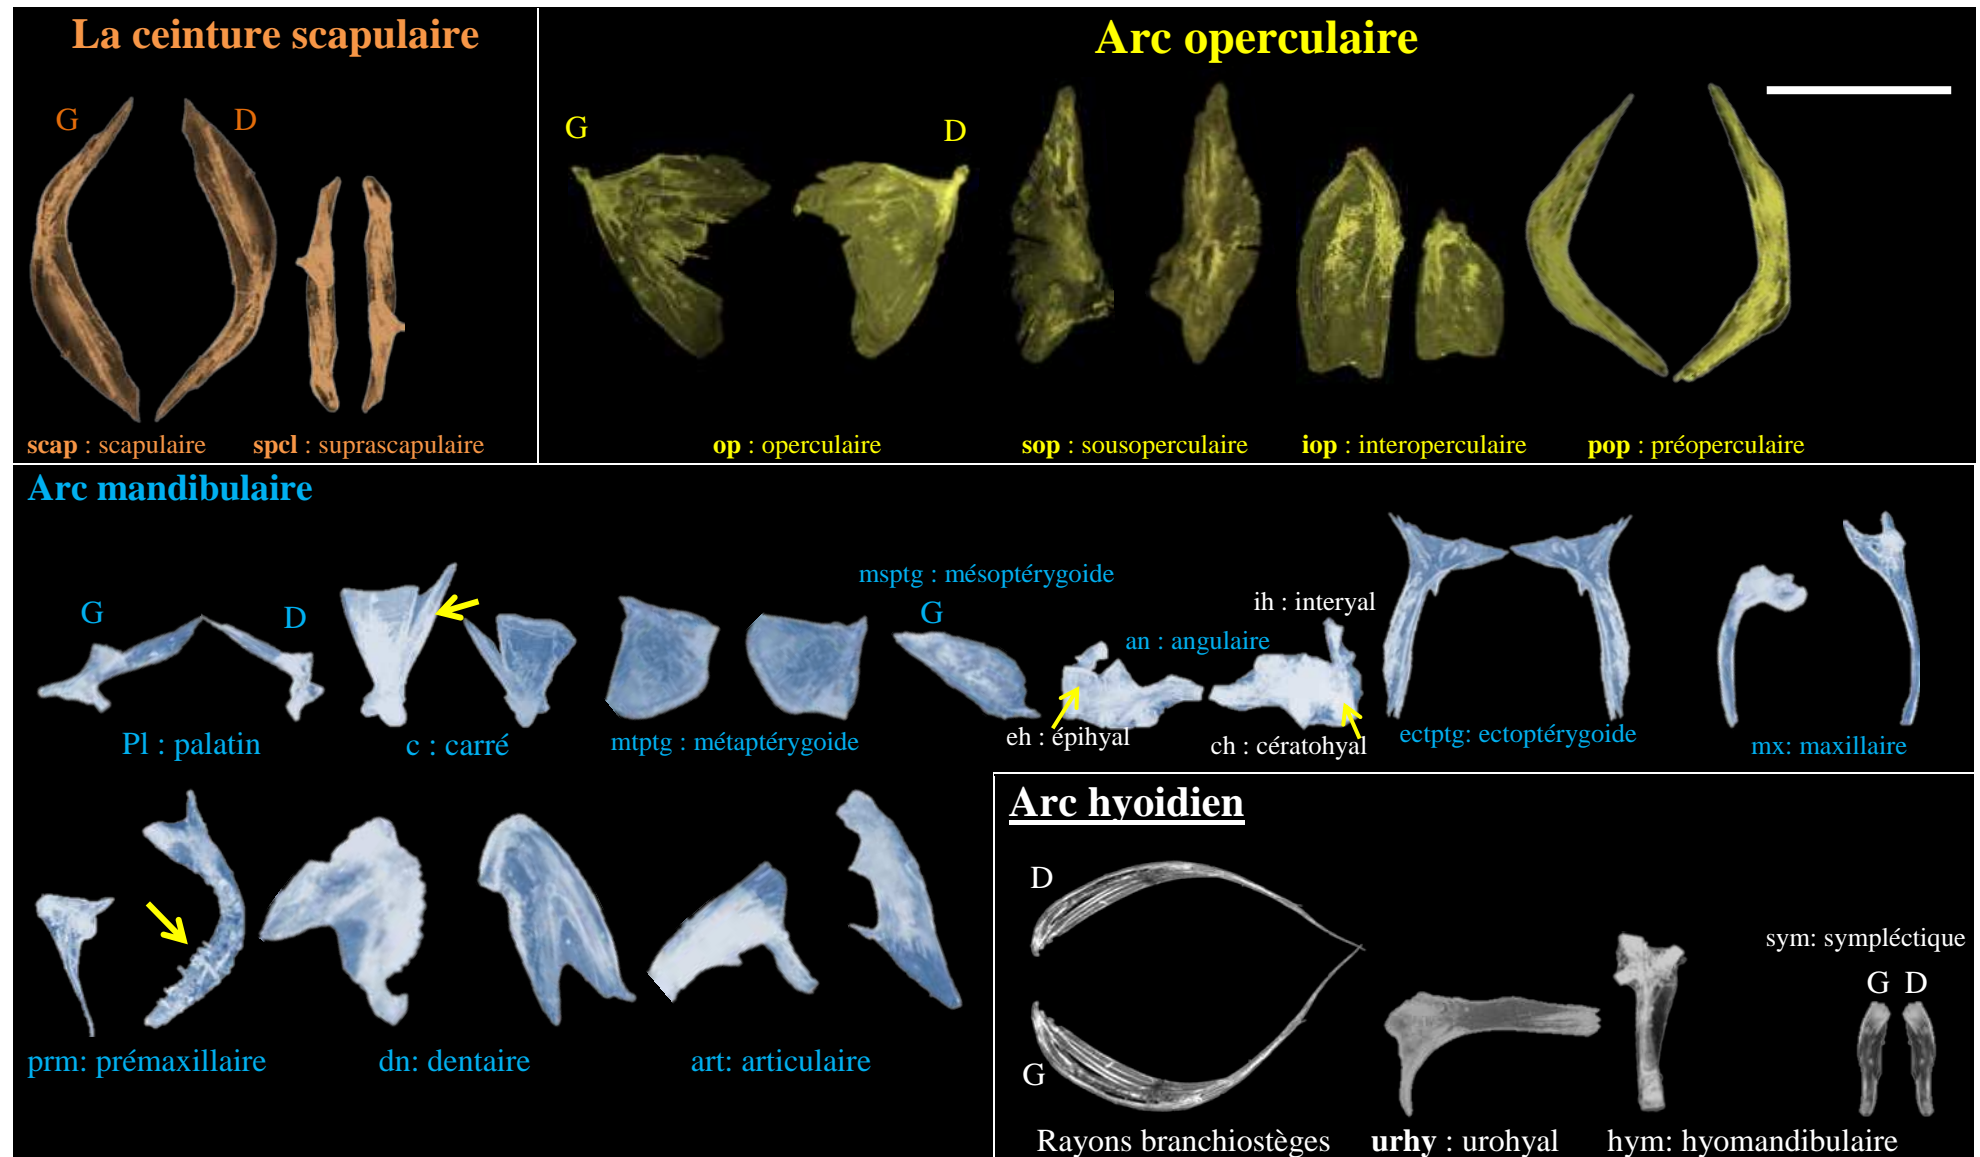 La ceinture scapulaire
G
D
scap : scapulaire
spcl : suprascapulaire
Arc operculaire
G
D
op : operculaire
sop : sousoperculaire
iop : interoperculaire
pop : préoperculaire
Arc mandibulaire
G
D
Pl : palatin
c : carré
mtptg : métaptérygoide
msptg : mésoptérygoide
G
an : angulaire
ih : interyal
eh : épihyal
ch : cératohyal
ectptg: ectoptérygoide
mx: maxillaire
prm: prémaxillaire
dn: dentaire
art: articulaire
Arc hyoidien
D
G
Rayons branchiostèges
urhy : urohyal
hym: hyomandibulaire
sym: sympléctique
G
D